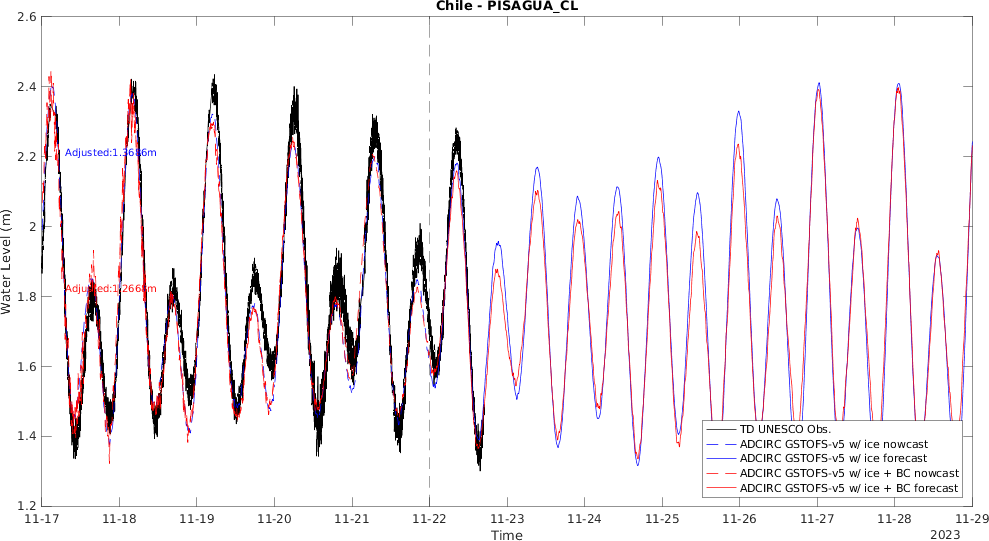 Chile - PISAGUA_CL
2.6
2.4
2.2
2
1.8
1.6
1.4
1.2
Water Level (m)
Adjusted:1.3686m
Adjusted:1.2668m
TD UNESCO Obs.
ADCIRC GSTOFS-v5 w/ ice nowcast
ADCIRC GSTOFS-v5 w/ ice forecast
ADCIRC GSTOFS-v5 w/ ice + BC nowcast
ADCIRC GSTOFS-v5 w/ ice + BC forecast
11-17 11-18 11-19 11-20 11-21 11-22 11-23 11-24 11-25 11-26 11-27 11-28 11-29
Time
2023